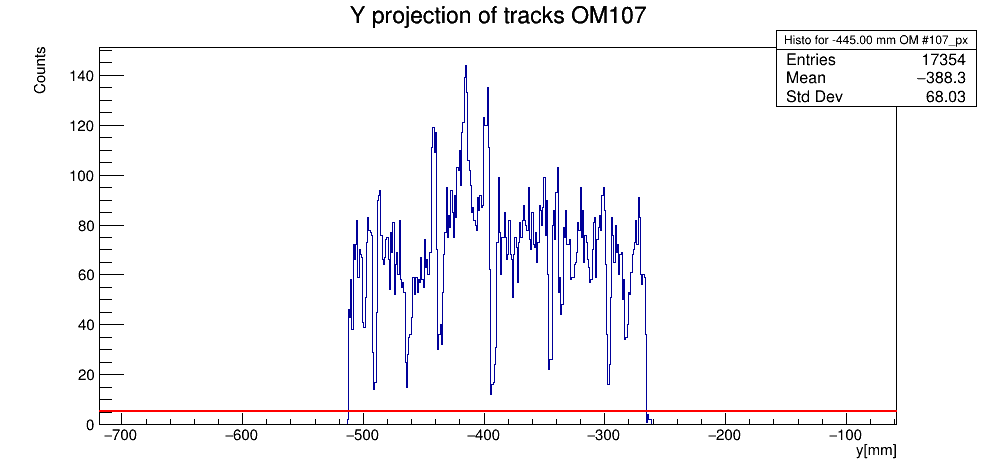 Y projection of tracks OM107
Histo for -445.00 mm OM #107_px
Entries 17354
Mean −388.3
Std Dev 68.03
Counts
140
120
100
80
60
40
20
0
−700 −600 −500 −400 −300 −200 −100
y[mm]